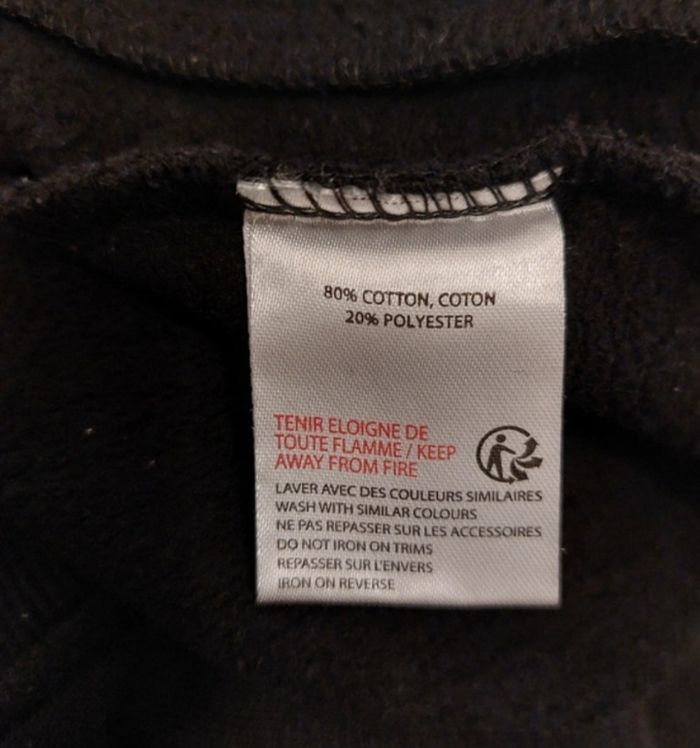 80% COTTON, COTON
20% POLYESTER
TENIR ELOIGNE DE
TOUTE FLAMME / KEEP
AWAY FROM FIRE
LAVER AVEC DES COULEURS SIMILAIRES
WASH WITH SIMILAR COLOURS
NE PAS REPASSER SUR LES ACCESSOIRES
DO NOT IRON ON TRIMS
REPASSER SUR L'ENVERS
IRON ON REVERSE